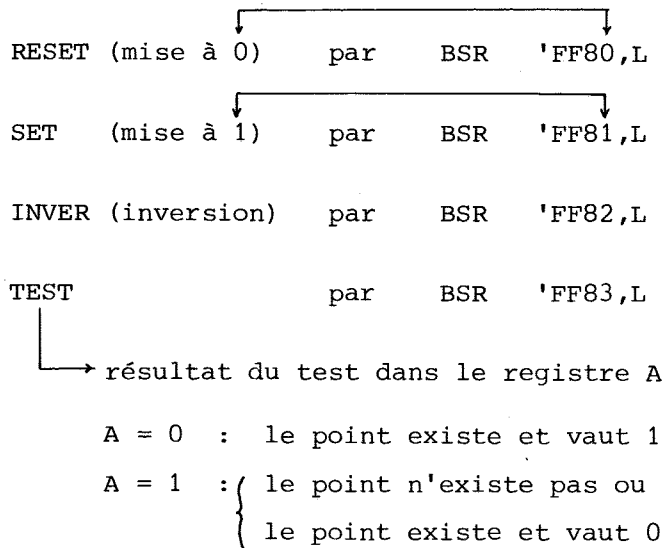 RESET (mise à 0) par BSR 'FF80,L
SET (mise à 1) par BSR 'FF81,L
INVER (inversion) par BSR 'FF82,L
TEST par BSR 'FF83,L
résultat du test dans le registre A
A = 0 : le point existe et vaut 1
A = 1 : { le point n'existe pas ou
le point existe et vaut 0